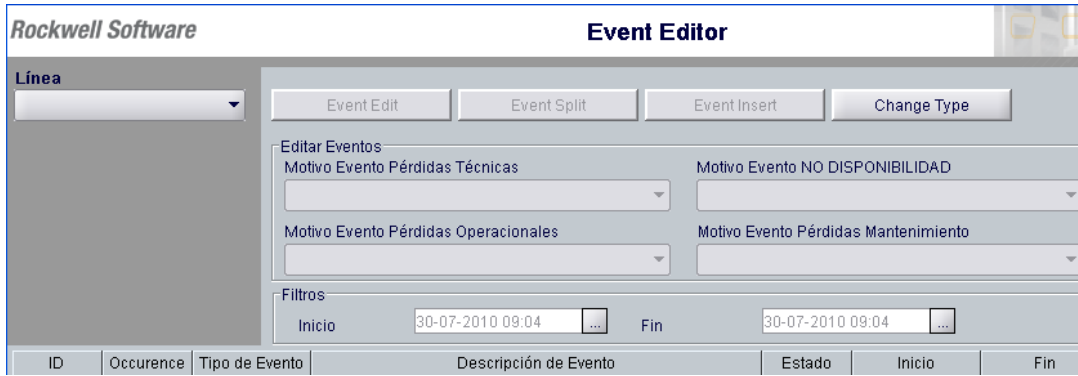 Rockwell Software
Event Editor
Línea
Event Edit
Event Split
Event Insert
Change Type
Editar Eventos
Motivo Evento Pérdidas Técnicas
Motivo Evento NO DISPONIBILIDAD
Motivo Evento Pérdidas Operacionales
Motivo Evento Pérdidas Mantenimiento
Filtros
Inicio
30-07-2010 09:04
...
Fin
30-07-2010 09:04
...
ID
Occurence
Tipo de Evento
Descripción de Evento
Estado
Inicio
Fin